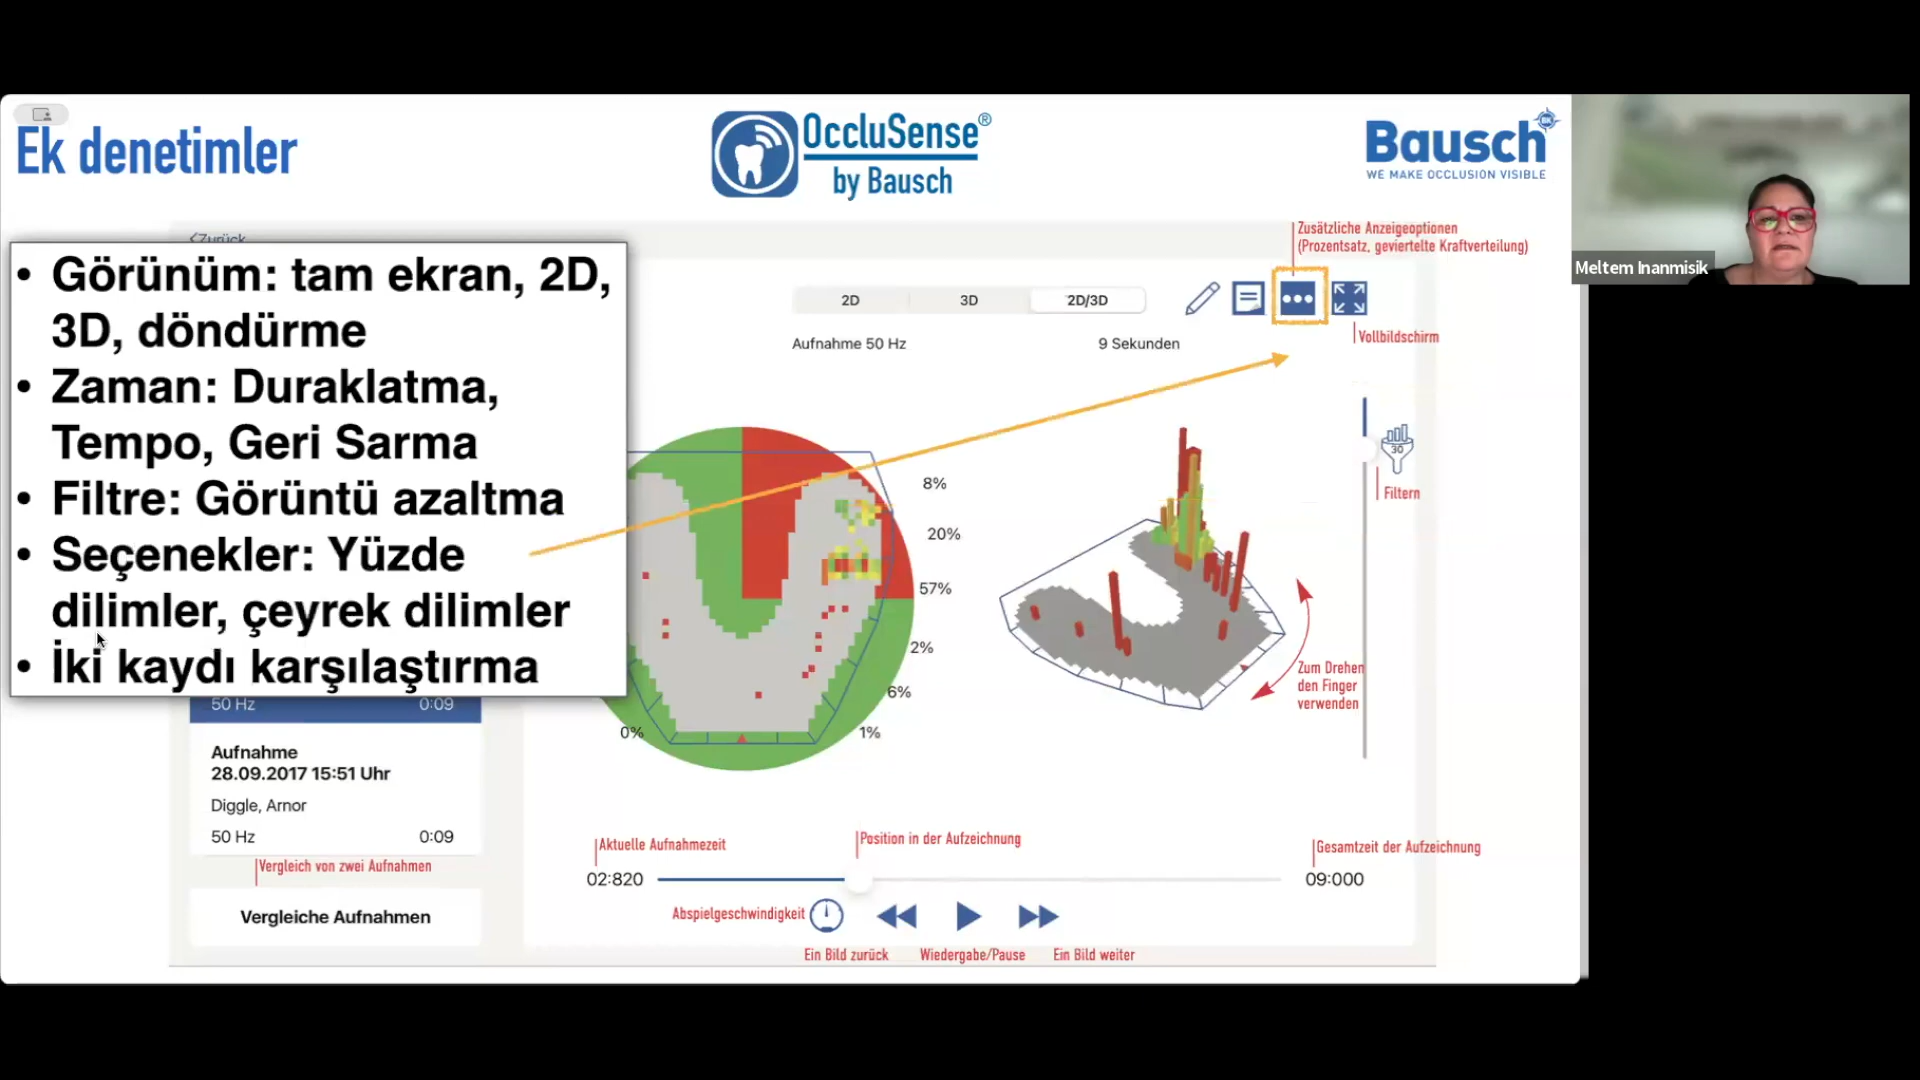 Ek denetimler
OccluSense®
by Bausch
Bausch
WE MAKE OCCLUSION VISIBLE
Meltem Inanmisik
Zurück
• Görünüm: tam ekran, 2D,
3D, döndürme
• Zaman: Duraklatma,
Tempo, Geri Sarma
• Filtre: Görüntü azaltma
• Seçenekler: Yüzde
dilimler, çeyrek dilimler
• İki kaydı karşılaştırma
Zusätzliche Anzeigeoptionen
(Prozentsatz, geviertelte Kraftverteilung)
2D
3D
2D/3D
Aufnahme 50 Hz
9 Sekunden
Vollbildschirm
30
Filtern
8%
20%
57%
2%
6%
1%
0%
Zum Drehen
den Finger
verwenden
50 Hz
0:09
Aufnahme
28.09.2017 15:51 Uhr
Diggle, Arnor
50 Hz
0:09
Vergleich von zwei Aufnahmen
Vergleiche Aufnahmen
Aktuelle Aufnahmezeit
Position in der Aufzeichnung
Gesamtzeit der Aufzeichnung
02:820
09:000
Abspielgeschwindigkeit
Ein Bild zurück
Wiedergabe/Pause
Ein Bild weiter